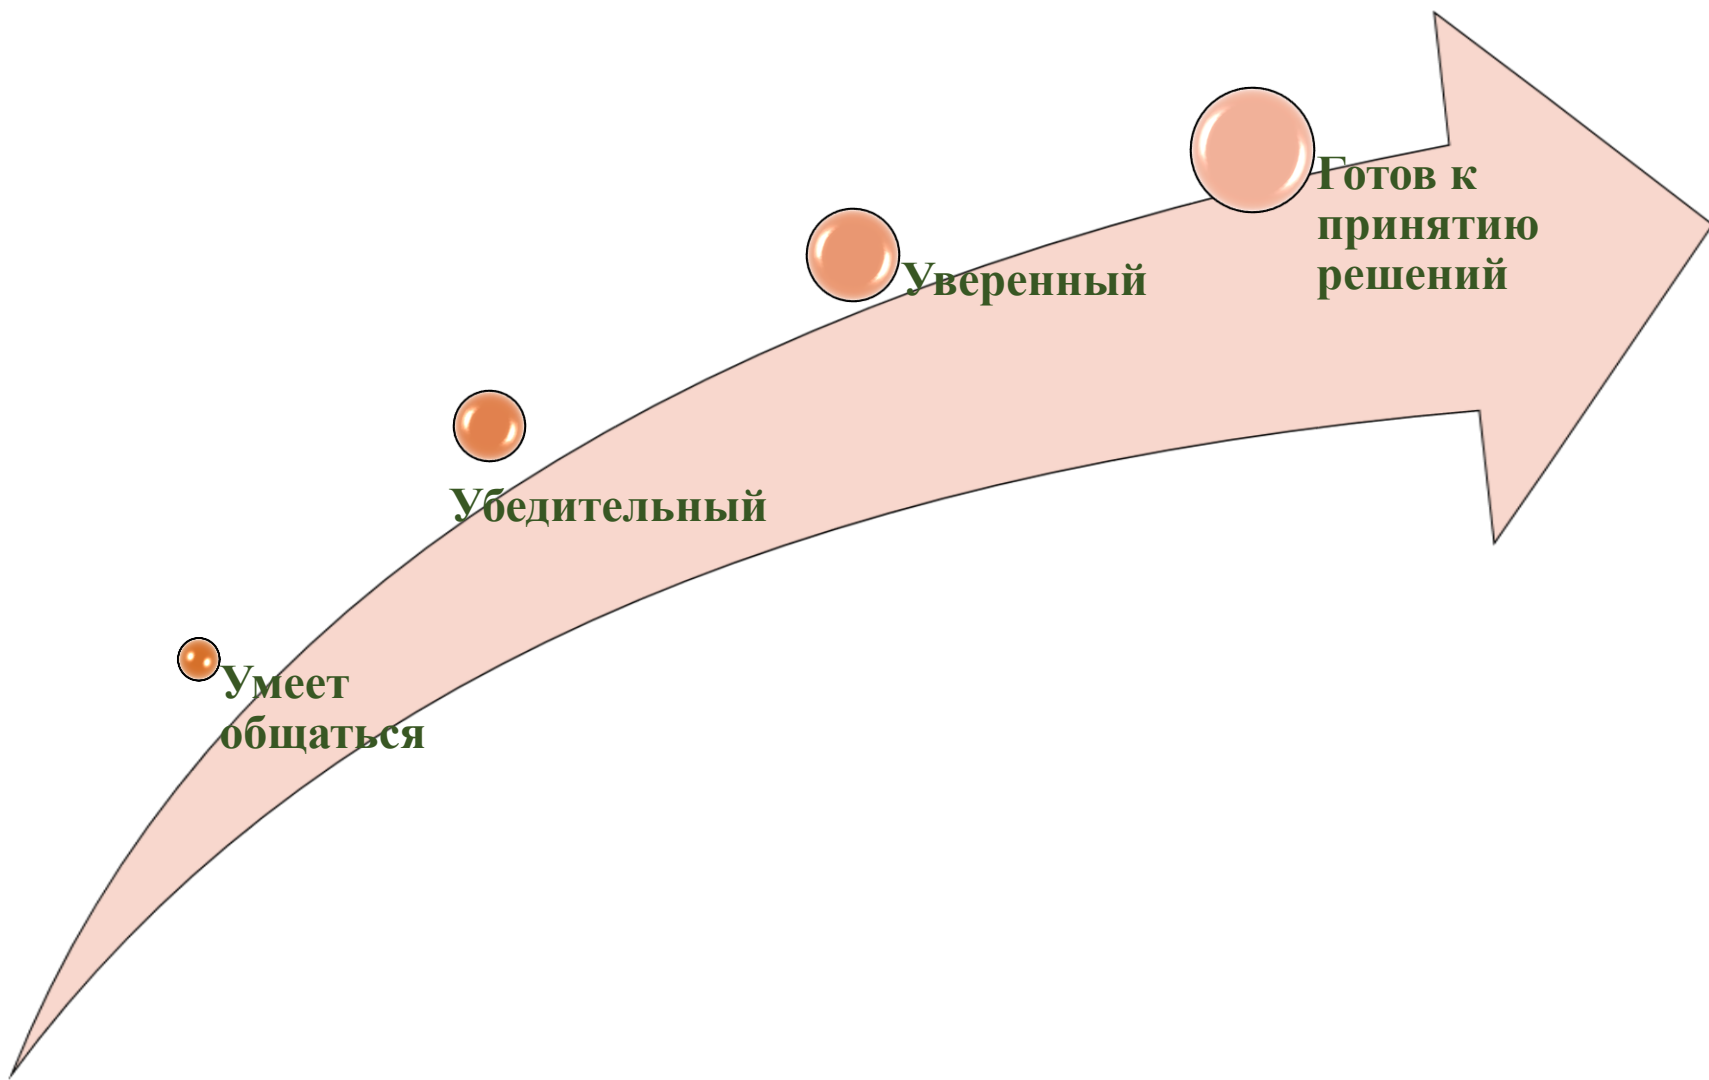 Умеет
общаться
Убедительный
Уверенный
Готов к
принятию
решений